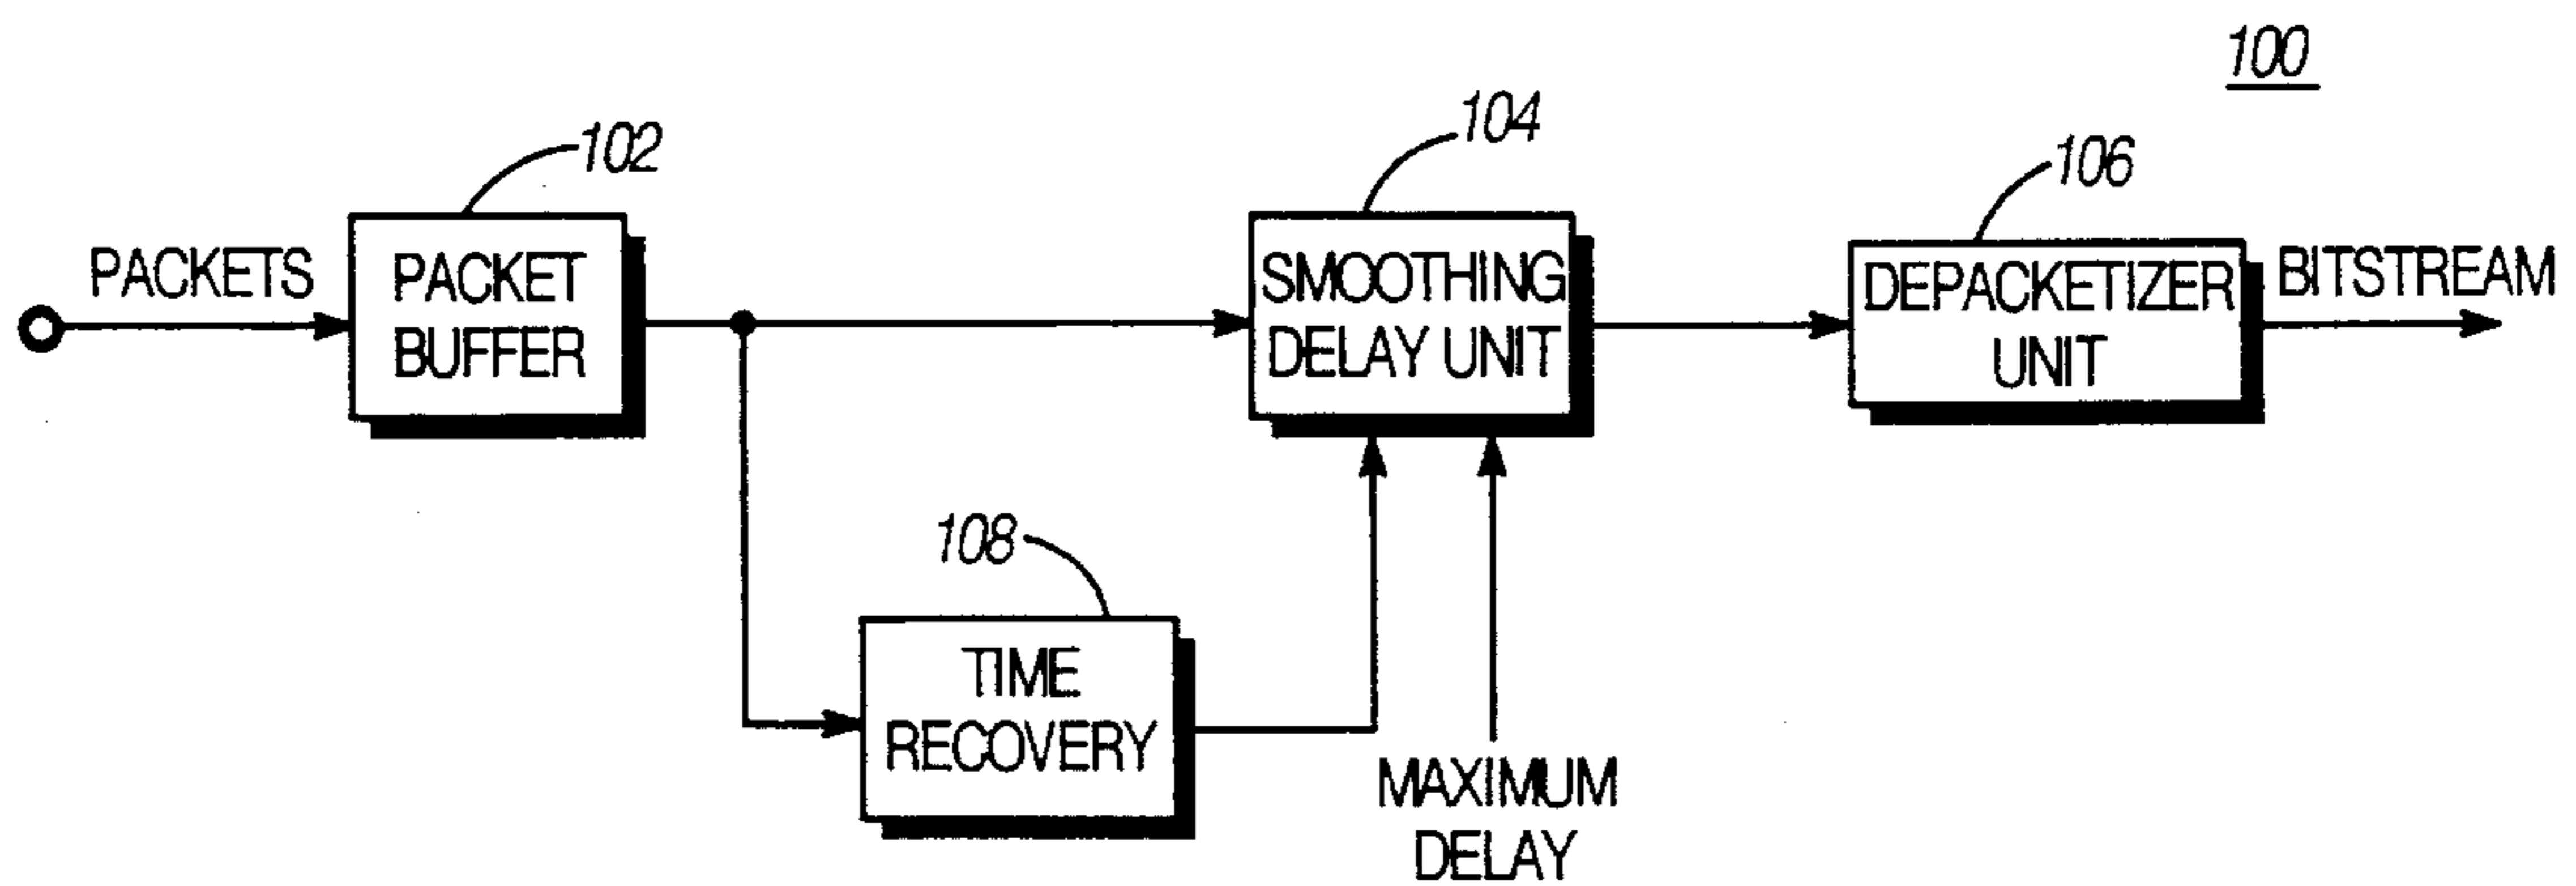 100
102
104
106
PACKETS
PACKET
BUFFER
SMOOTHING
DELAY UNIT
DEPACKETIZER
UNIT
BITSTREAM
108
TIME
RECOVERY
MAXIMUM
DELAY